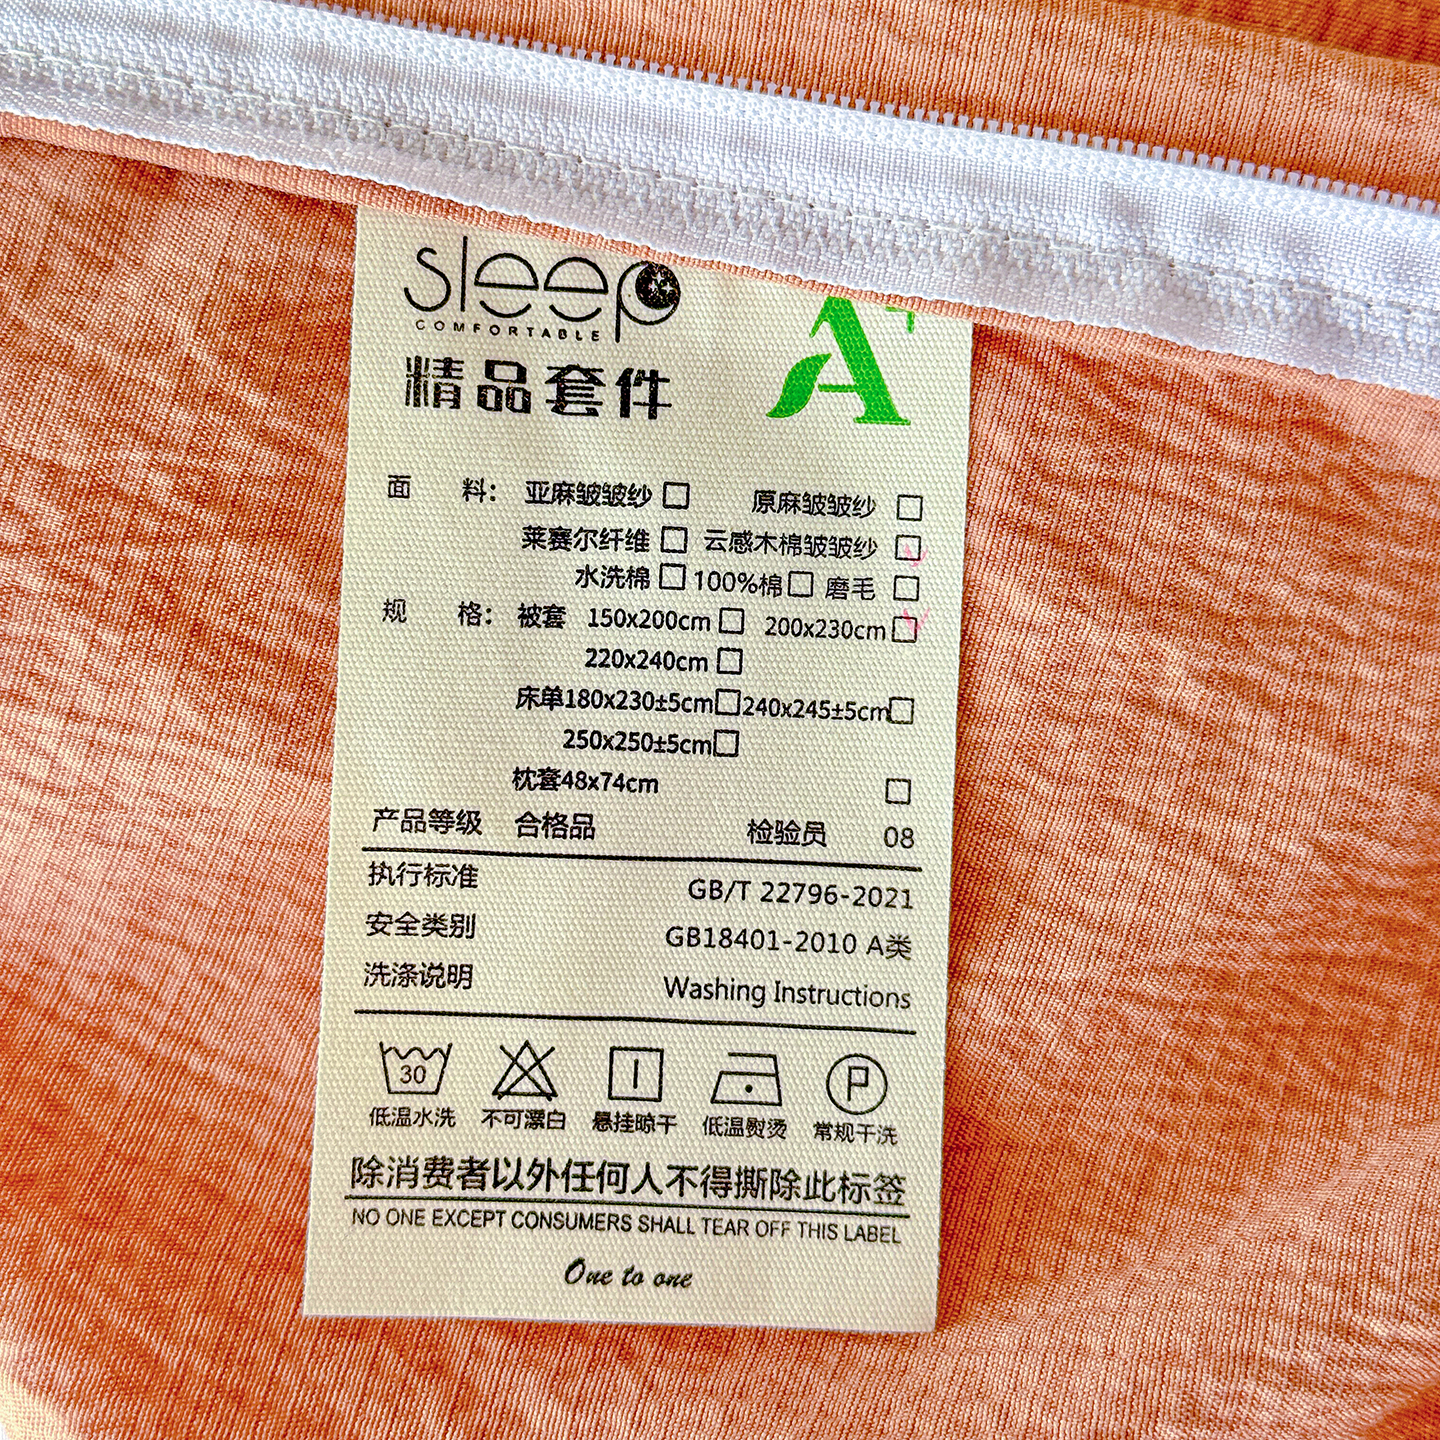 sleep
COMFORTABLE
A+
精品套件
面 料： 亚麻皱皱纱 □ 原麻皱皱纱 □
莱赛尔纤维 □ 云感木棉皱皱纱 □
水洗棉 □ 100%棉 □ 磨毛 □
规 格： 被套 150x200cm □ 200x230cm □
220x240cm □
床单180x230±5cm □ 240x245±5cm □
250x250±5cm □
枕套48x74cm □
产品等级 合格品 检验员 08
执行标准 GB/T 22796-2021
安全类别 GB18401-2010 A类
洗涤说明 Washing Instructions
30 P
低温水洗 不可漂白 悬挂晾干 低温熨烫 常规干洗
除消费者以外任何人不得撕除此标签
NO ONE EXCEPT CONSUMERS SHALL TEAR OFF THIS LABEL
One to one